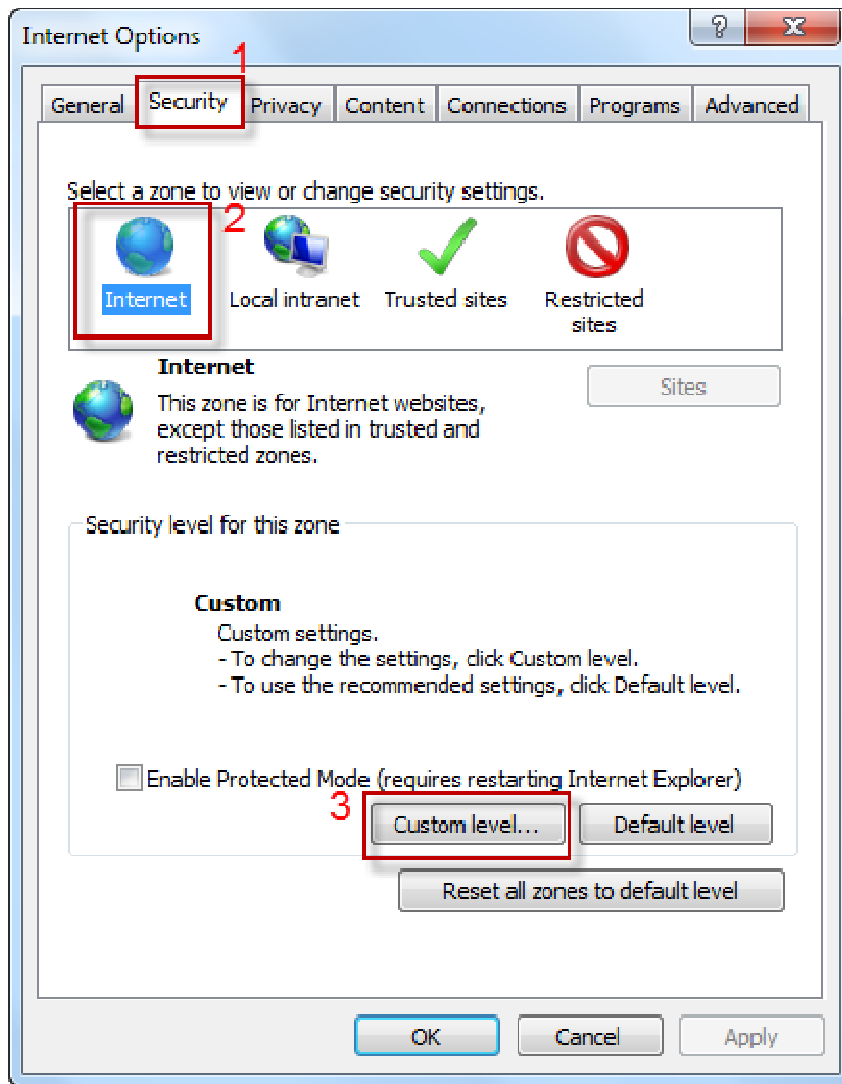 Internet Options
1
General Security Privacy Content Connections Programs Advanced
Select a zone to view or change security settings.
2
Internet Local intranet Trusted sites Restricted
sites
Internet
Sites
This zone is for Internet websites,
except those listed in trusted and
restricted zones.
Security level for this zone
Custom
Custom settings.
- To change the settings, click Custom level.
- To use the recommended settings, click Default level.
Enable Protected Mode (requires restarting Internet Explorer)
3
Custom level... Default level
Reset all zones to default level
OK Cancel Apply